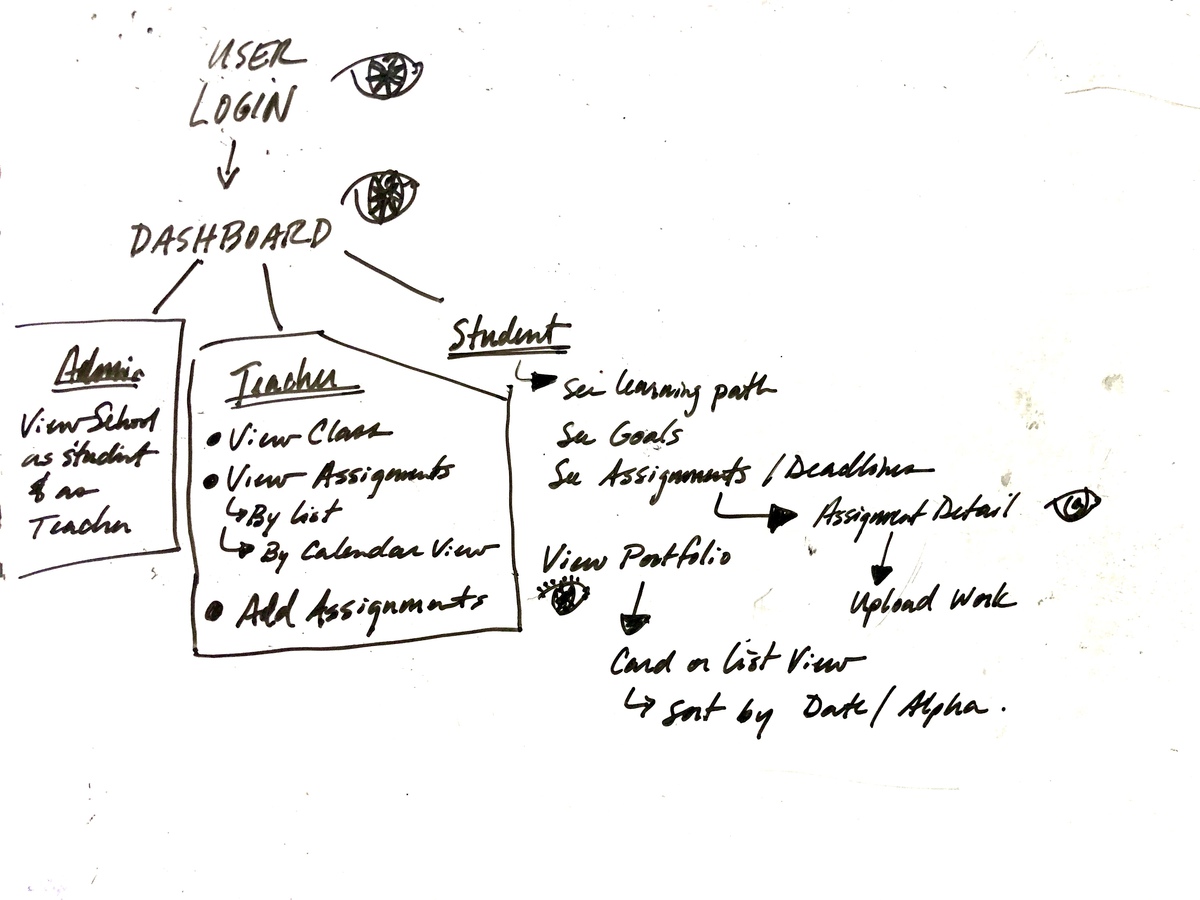 USER
LOGIN
DASHBOARD
Admin
View School
as student
& as
Teacher
Teacher
• View Class
• View Assignments
↳ By list
↳ By Calendar View
• Add Assignments
Student
See learning path
See Goals
See Assignments / Deadlines
Assignment Detail
Upload Work
View Portfolio
Card or List View
↳ Sort by Date / Alpha.